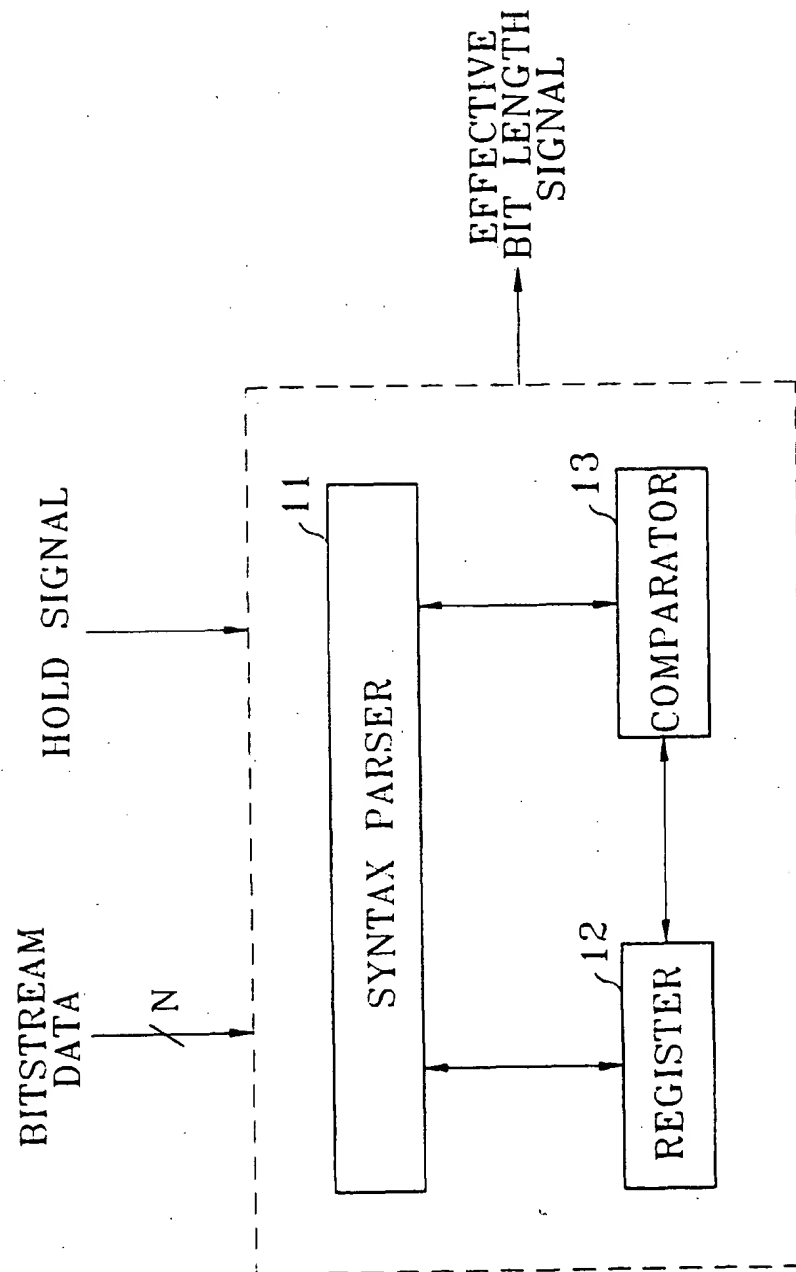 BITSTREAM
DATA
N
HOLD SIGNAL
11
SYNTAX PARSER
12
REGISTER
13
COMPARATOR
EFFECTIVE
BIT LENGTH
SIGNAL